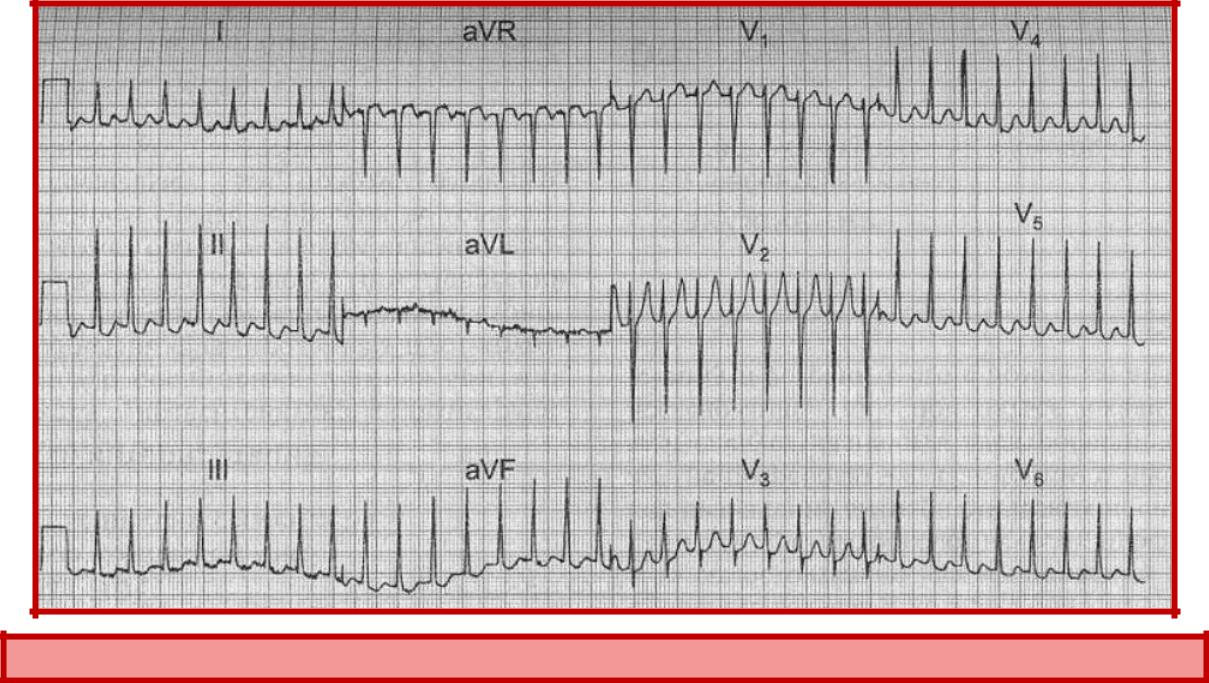 I aVR V₁ V₄
V₅
II aVL V₂
III aVF V₃ V₆